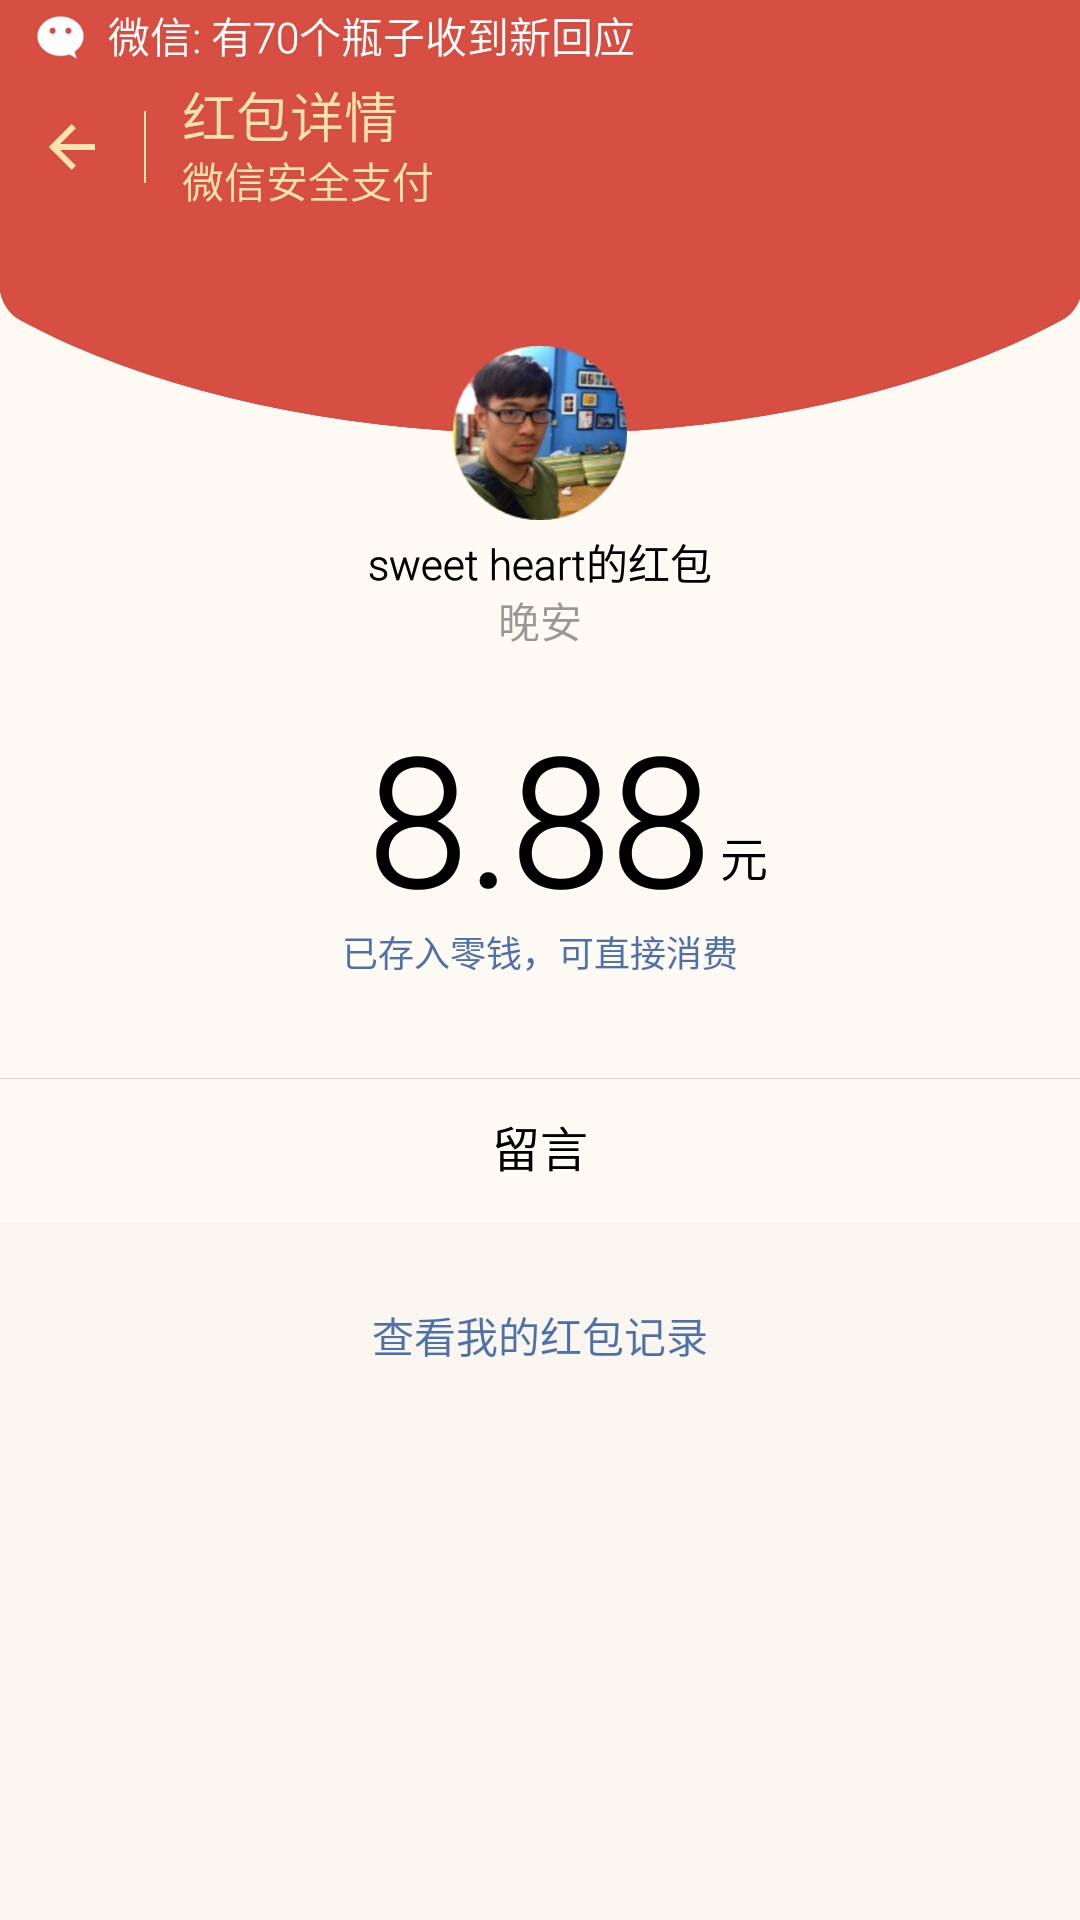 微信: 有70个瓶子收到新回应
红包详情
微信安全支付
sweet heart的红包
晚安
8.88元
已存入零钱，可直接消费
留言
查看我的红包记录